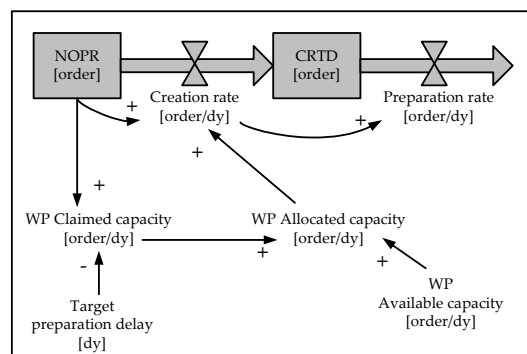 NOPR
[order]
CRTD
[order]
+
Creation rate
[order/dy]
+
Preparation rate
[order/dy]
+
+
WP Claimed capacity
[order/dy]
+
WP Allocated capacity
[order/dy]
+
-
Target
preparation delay
[dy]
WP
Available capacity
[order/dy]